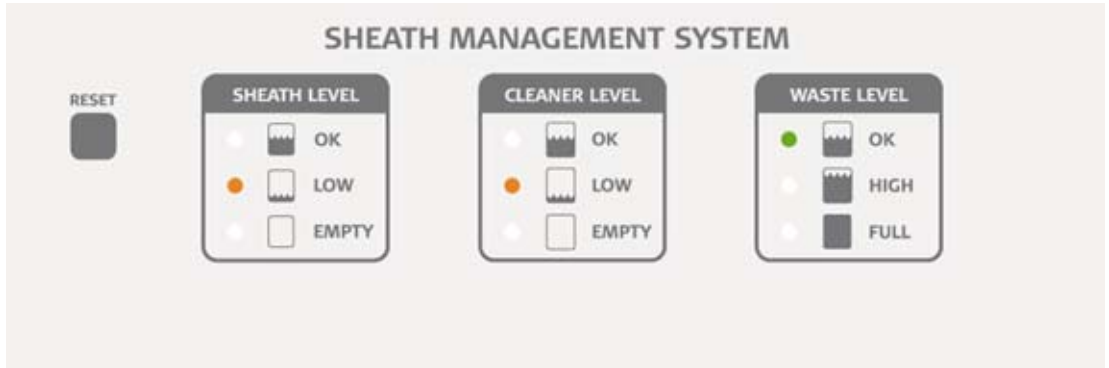 SHEATH MANAGEMENT SYSTEM
RESET
SHEATH LEVEL
OK
LOW
EMPTY
CLEANER LEVEL
OK
LOW
EMPTY
WASTE LEVEL
OK
HIGH
FULL